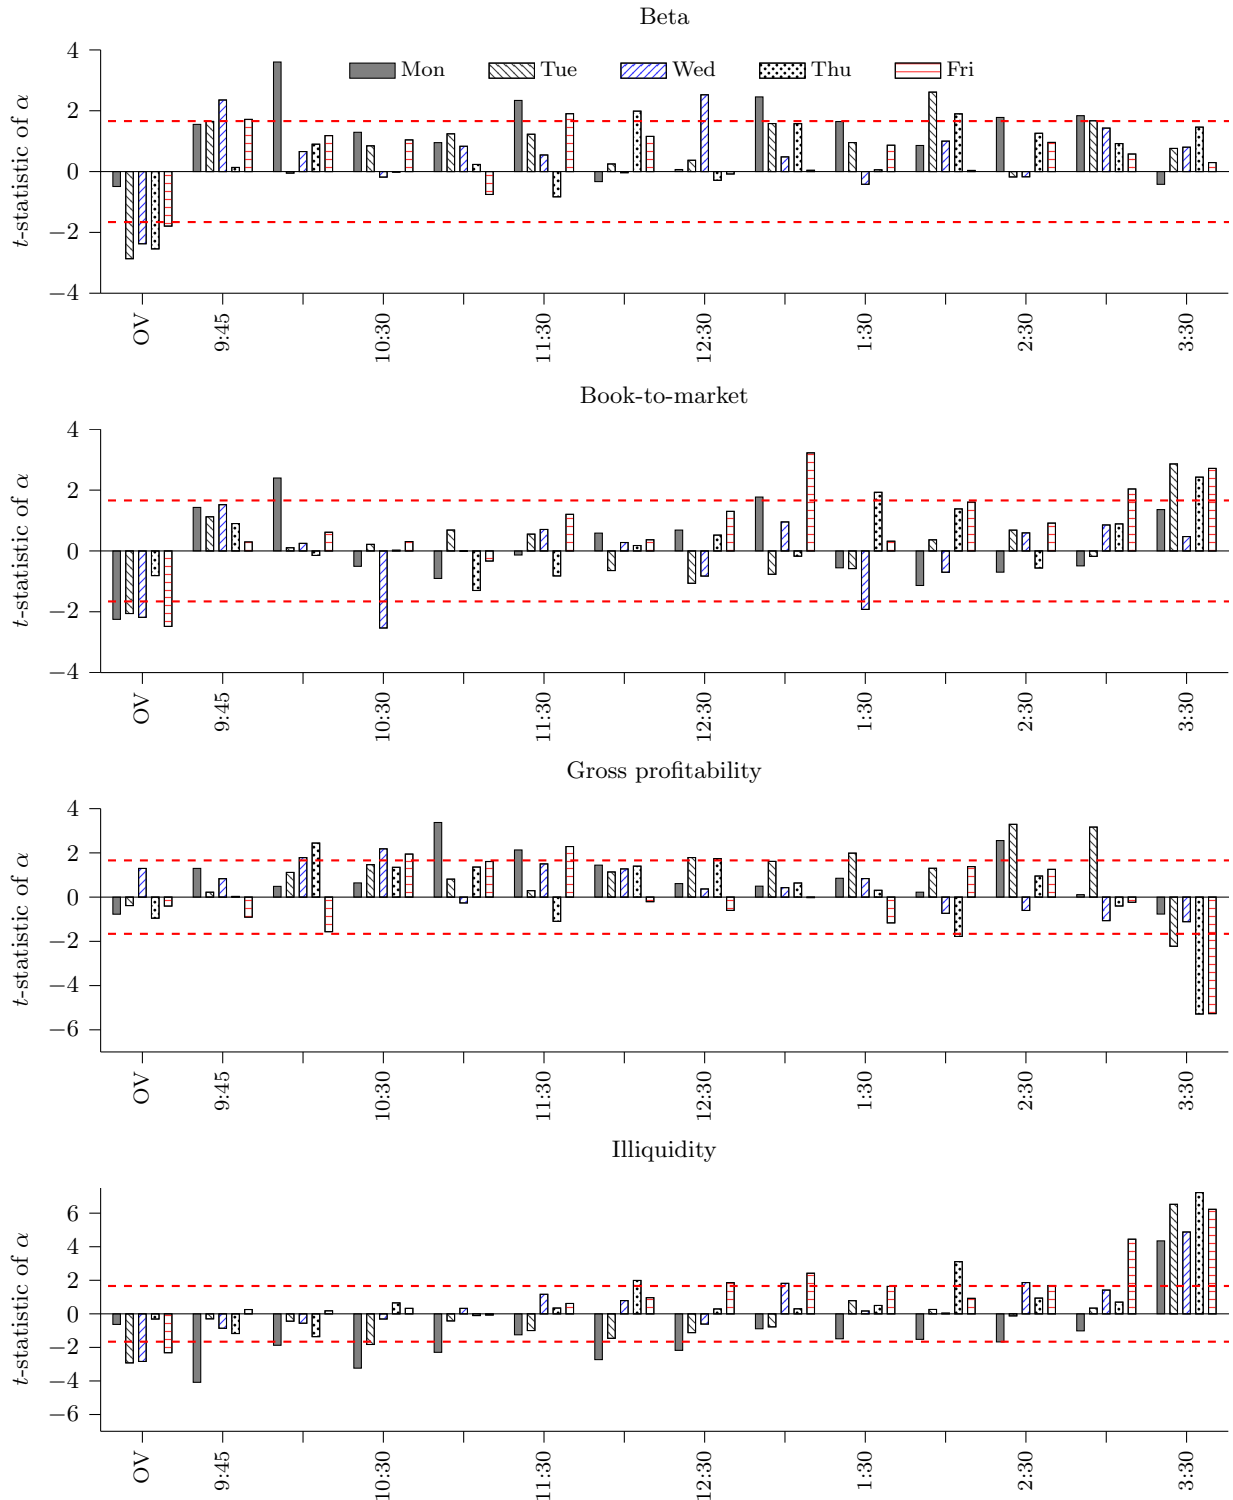 Beta
t-statistic of α
4
2
0
−2
−4
Mon Tue Wed Thu Fri
OV 9:45 10:30 11:30 12:30 1:30 2:30 3:30
Book-to-market
t-statistic of α
4
2
0
−2
−4
OV 9:45 10:30 11:30 12:30 1:30 2:30 3:30
Gross profitability
t-statistic of α
4
2
0
−2
−4
−6
OV 9:45 10:30 11:30 12:30 1:30 2:30 3:30
Illiquidity
t-statistic of α
6
4
2
0
−2
−4
−6
OV 9:45 10:30 11:30 12:30 1:30 2:30 3:30